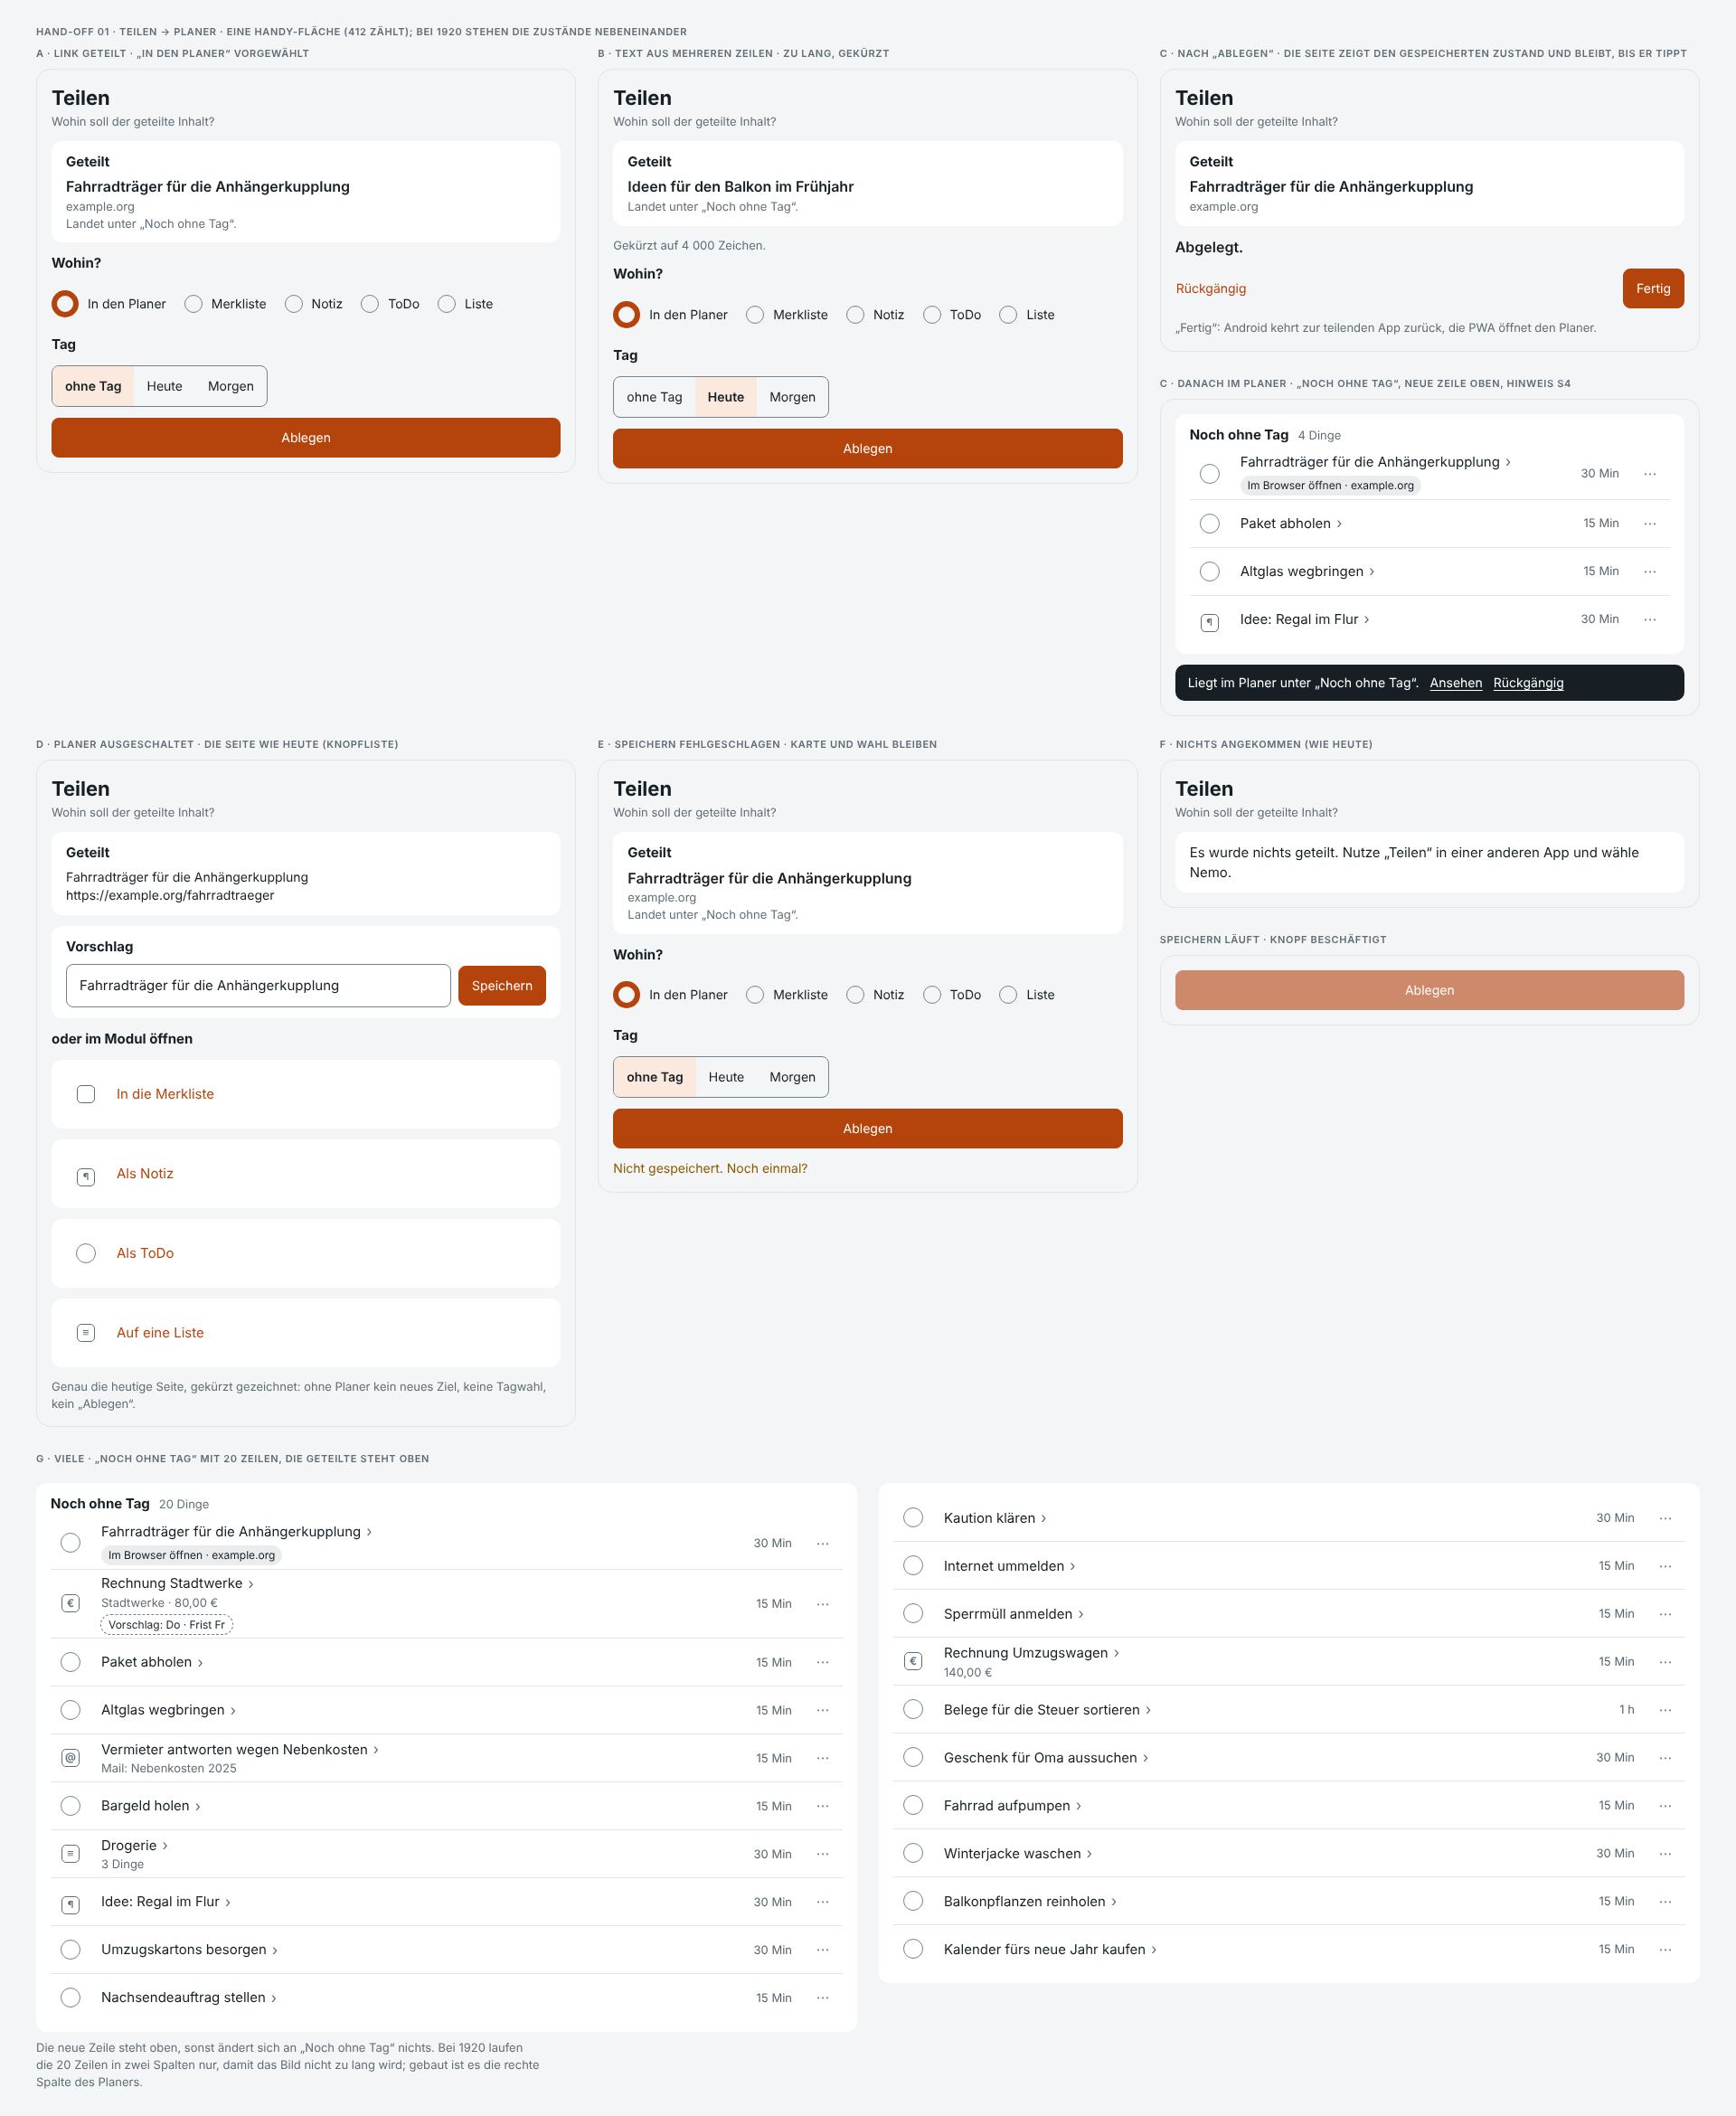 HAND-OFF 01 · TEILEN → PLANER · EINE HANDY-FLÄCHE (412 ZÄHLT); BEI 1920 STEHEN DIE ZUSTÄNDE NEBENEINANDER
A · LINK GETEILT · „IN DEN PLANER“ VORGEWÄHLT
Teilen
Wohin soll der geteilte Inhalt?
Geteilt
Fahrradträger für die Anhängerkupplung
example.org
Landet unter „Noch ohne Tag“.
Wohin?
In den Planer Merkliste Notiz ToDo Liste
Tag
ohne Tag Heute Morgen
Ablegen
B · TEXT AUS MEHREREN ZEILEN · ZU LANG, GEKÜRZT
Teilen
Wohin soll der geteilte Inhalt?
Geteilt
Ideen für den Balkon im Frühjahr
Landet unter „Noch ohne Tag“.
Gekürzt auf 4 000 Zeichen.
Wohin?
In den Planer Merkliste Notiz ToDo Liste
Tag
ohne Tag Heute Morgen
Ablegen
C · NACH „ABLEGEN“ · DIE SEITE ZEIGT DEN GESPEICHERTEN ZUSTAND UND BLEIBT, BIS ER TIPPT
Teilen
Wohin soll der geteilte Inhalt?
Geteilt
Fahrradträger für die Anhängerkupplung
example.org
Abgelegt.
Rückgängig Fertig
„Fertig“: Android kehrt zur teilenden App zurück, die PWA öffnet den Planer.
C · DANACH IM PLANER · „NOCH OHNE TAG“, NEUE ZEILE OBEN, HINWEIS S4
Noch ohne Tag 4 Dinge
Fahrradträger für die Anhängerkupplung › 30 Min ⋯
Im Browser öffnen · example.org
Paket abholen › 15 Min ⋯
Altglas wegbringen › 15 Min ⋯
¶ Idee: Regal im Flur › 30 Min ⋯
Liegt im Planer unter „Noch ohne Tag“. Ansehen Rückgängig
D · PLANER AUSGESCHALTET · DIE SEITE WIE HEUTE (KNOPFLISTE)
Teilen
Wohin soll der geteilte Inhalt?
Geteilt
Fahrradträger für die Anhängerkupplung
https://example.org/fahrradtraeger
Vorschlag
Fahrradträger für die Anhängerkupplung Speichern
oder im Modul öffnen
In die Merkliste
¶ Als Notiz
Als ToDo
≡ Auf eine Liste
Genau die heutige Seite, gekürzt gezeichnet: ohne Planer kein neues Ziel, keine Tagwahl,
kein „Ablegen“.
E · SPEICHERN FEHLGESCHLAGEN · KARTE UND WAHL BLEIBEN
Teilen
Wohin soll der geteilte Inhalt?
Geteilt
Fahrradträger für die Anhängerkupplung
example.org
Landet unter „Noch ohne Tag“.
Wohin?
In den Planer Merkliste Notiz ToDo Liste
Tag
ohne Tag Heute Morgen
Ablegen
Nicht gespeichert. Noch einmal?
F · NICHTS ANGEKOMMEN (WIE HEUTE)
Teilen
Wohin soll der geteilte Inhalt?
Es wurde nichts geteilt. Nutze „Teilen“ in einer anderen App und wähle
Nemo.
SPEICHERN LÄUFT · KNOPF BESCHÄFTIGT
Ablegen
G · VIELE · „NOCH OHNE TAG“ MIT 20 ZEILEN, DIE GETEILTE STEHT OBEN
Noch ohne Tag 20 Dinge
Fahrradträger für die Anhängerkupplung › 30 Min ⋯
Im Browser öffnen · example.org
€ Rechnung Stadtwerke › 15 Min ⋯
Stadtwerke · 80,00 €
Vorschlag: Do · Frist Fr
Paket abholen › 15 Min ⋯
Altglas wegbringen › 15 Min ⋯
@ Vermieter antworten wegen Nebenkosten › 15 Min ⋯
Mail: Nebenkosten 2025
Bargeld holen › 15 Min ⋯
≡ Drogerie › 30 Min ⋯
3 Dinge
¶ Idee: Regal im Flur › 30 Min ⋯
Umzugskartons besorgen › 30 Min ⋯
Nachsendeauftrag stellen › 15 Min ⋯
Kaution klären › 30 Min ⋯
Internet ummelden › 15 Min ⋯
Sperrmüll anmelden › 15 Min ⋯
€ Rechnung Umzugswagen › 15 Min ⋯
140,00 €
Belege für die Steuer sortieren › 1 h ⋯
Geschenk für Oma aussuchen › 30 Min ⋯
Fahrrad aufpumpen › 15 Min ⋯
Winterjacke waschen › 30 Min ⋯
Balkonpflanzen reinholen › 15 Min ⋯
Kalender fürs neue Jahr kaufen › 15 Min ⋯
Die neue Zeile steht oben, sonst ändert sich an „Noch ohne Tag“ nichts. Bei 1920 laufen
die 20 Zeilen in zwei Spalten nur, damit das Bild nicht zu lang wird; gebaut ist es die rechte
Spalte des Planers.